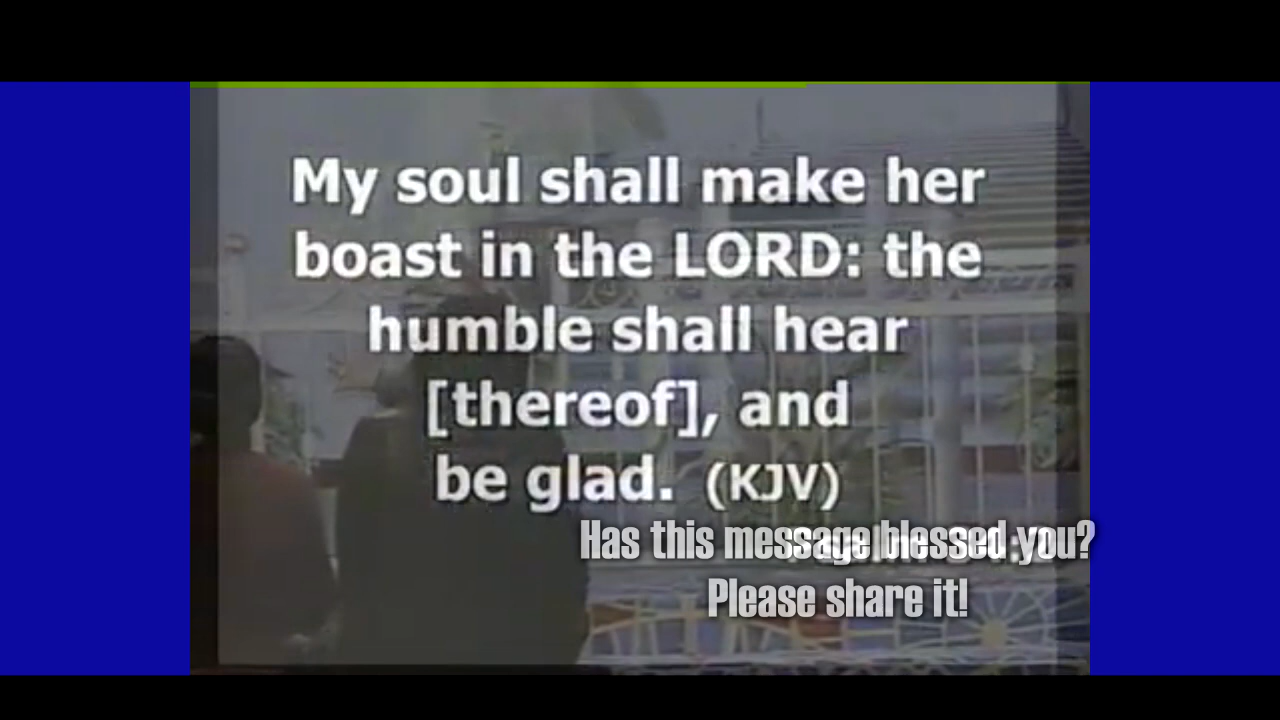 My soul shall make her
boast in the LORD: the
humble shall hear
[thereof], and
be glad. (KJV)
Has this message blessed you?
Please share it!